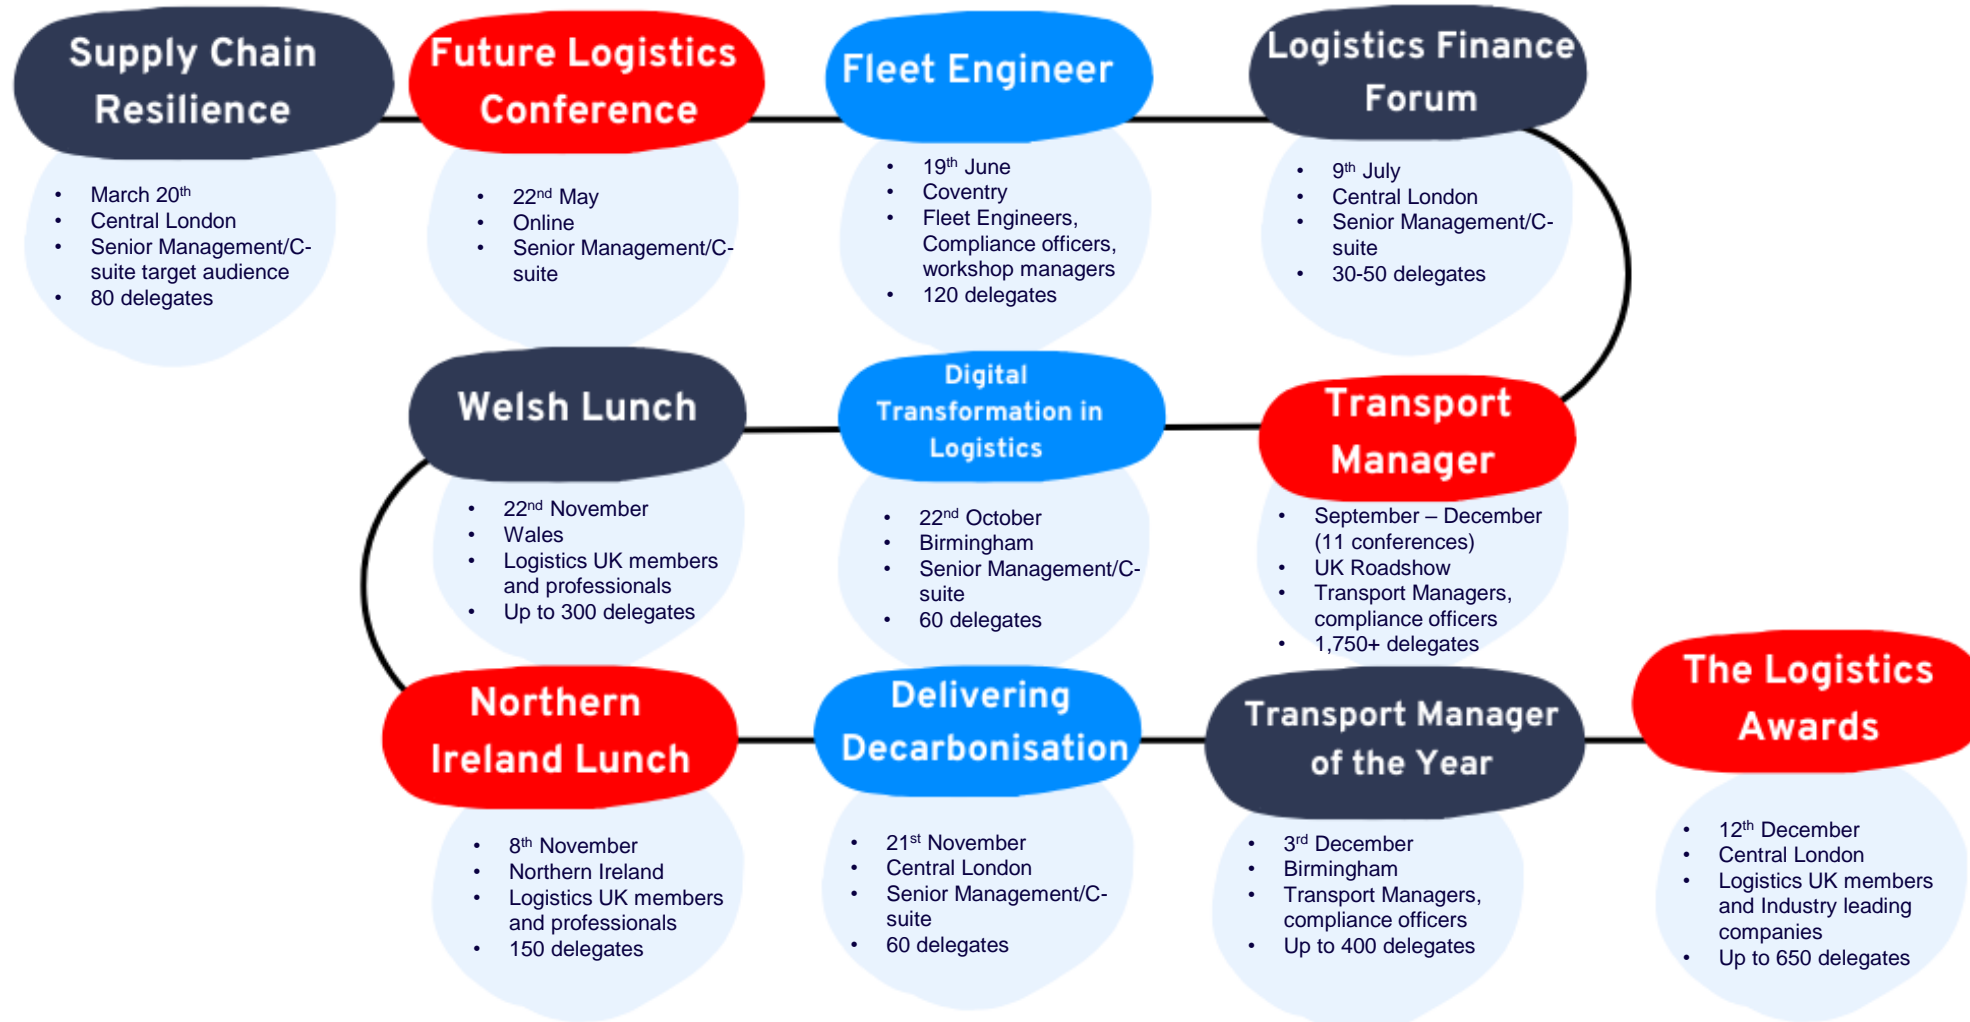 Supply Chain
Resilience
• March 20th
• Central London
• Senior Management/C-
suite target audience
• 80 delegates
Future Logistics
Conference
• 22nd May
• Online
• Senior Management/C-
suite
Fleet Engineer
• 19th June
• Coventry
• Fleet Engineers,
Compliance officers,
workshop managers
• 120 delegates
Logistics Finance
Forum
• 9th July
• Central London
• Senior Management/C-
suite
• 30-50 delegates
Transport
Manager
• September – December
(11 conferences)
• UK Roadshow
• Transport Managers,
compliance officers
• 1,750+ delegates
Digital
Transformation in
Logistics
• 22nd October
• Birmingham
• Senior Management/C-
suite
• 60 delegates
Welsh Lunch
• 22nd November
• Wales
• Logistics UK members
and professionals
• Up to 300 delegates
Northern
Ireland Lunch
• 8th November
• Northern Ireland
• Logistics UK members
and professionals
• 150 delegates
Delivering
Decarbonisation
• 21st November
• Central London
• Senior Management/C-
suite
• 60 delegates
Transport Manager
of the Year
• 3rd December
• Birmingham
• Transport Managers,
compliance officers
• Up to 400 delegates
The Logistics
Awards
• 12th December
• Central London
• Logistics UK members
and Industry leading
companies
• Up to 650 delegates